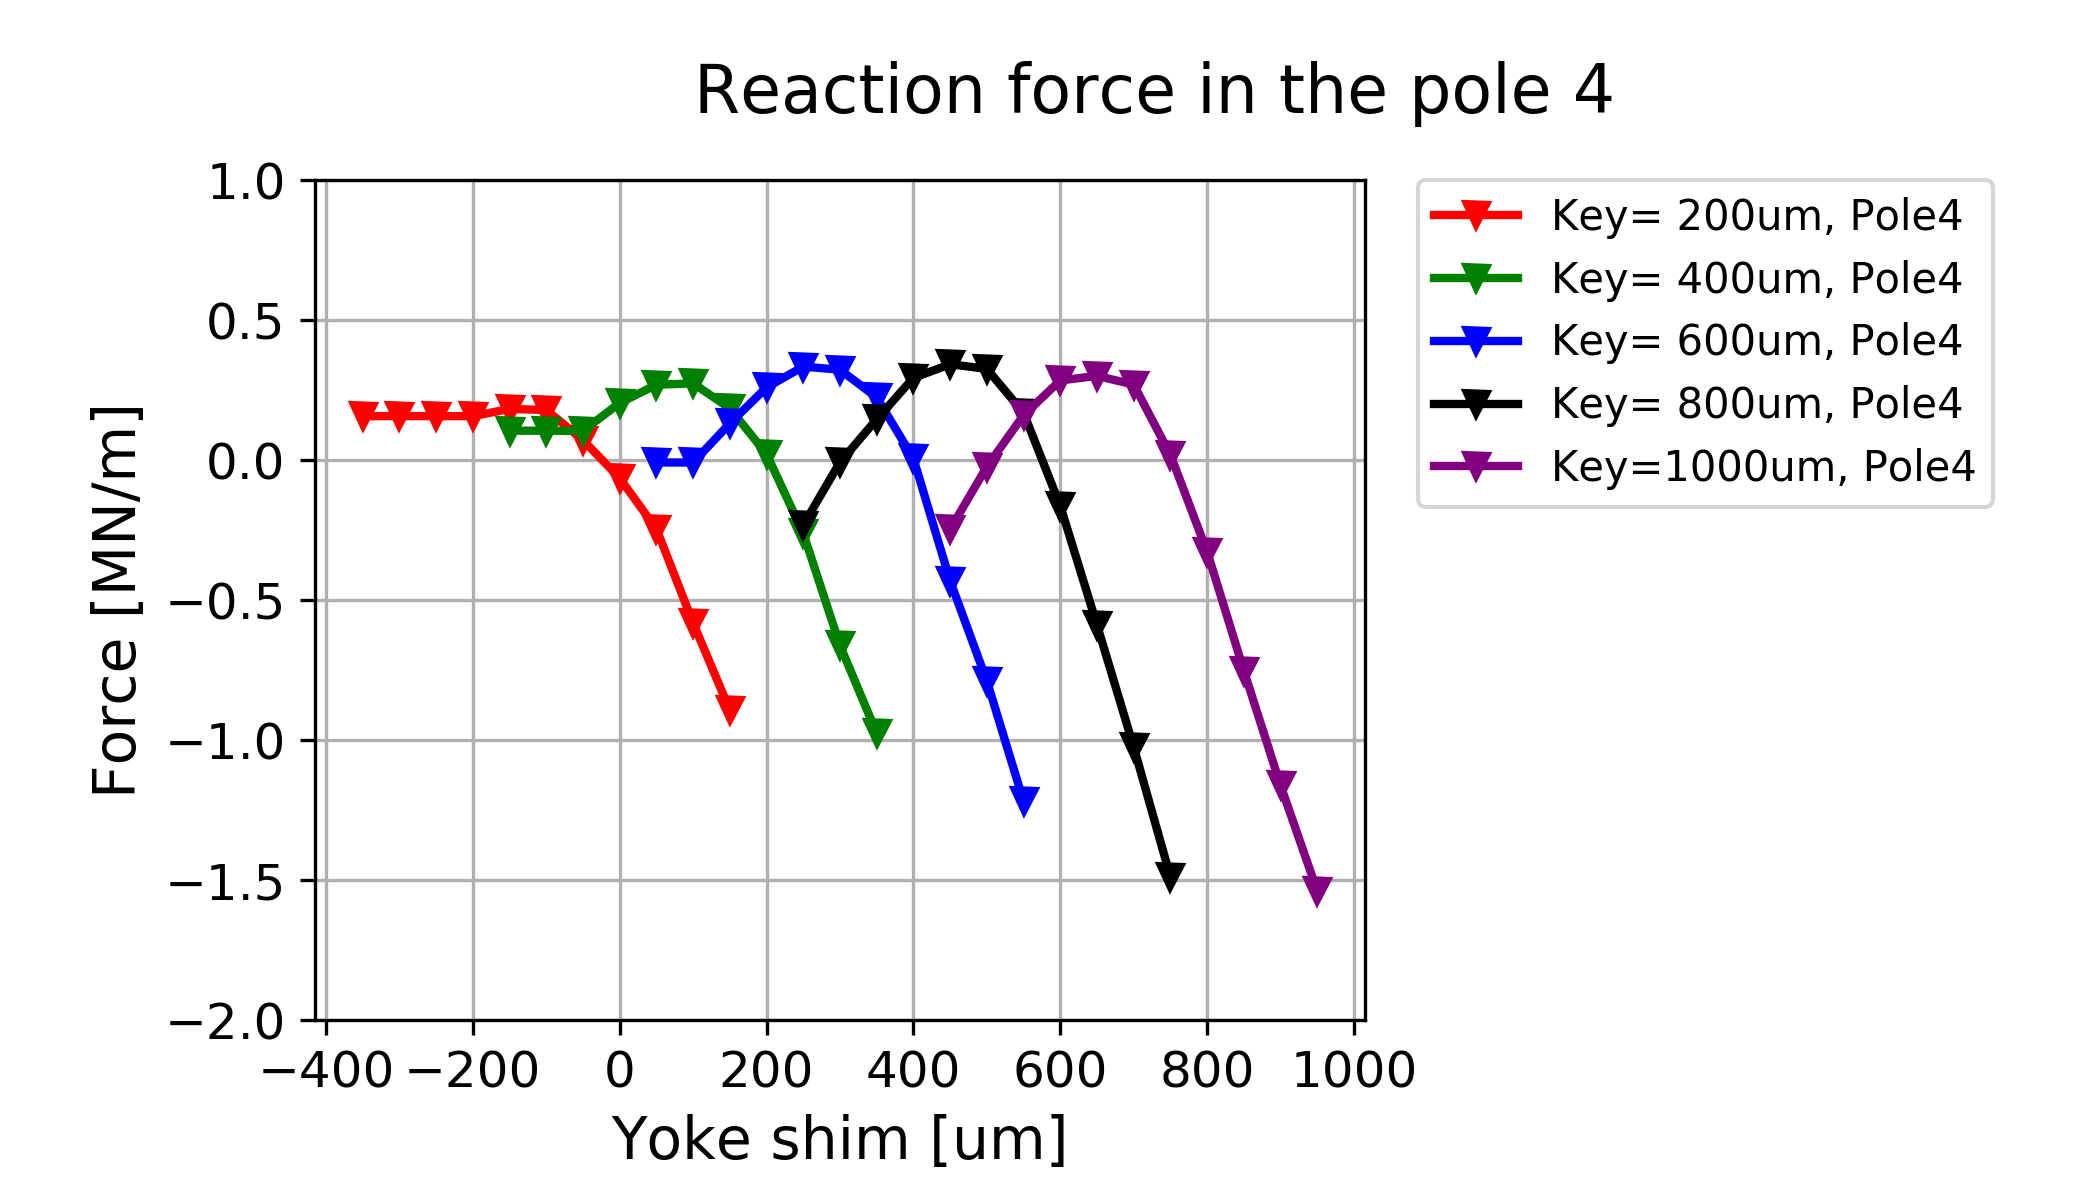 Reaction force in the pole 4
1.0
0.5
0.0
−0.5
−1.0
−1.5
−2.0
Force [MN/m]
−400 −200 0 200 400 600 800 1000
Yoke shim [um]
Key= 200um, Pole4
Key= 400um, Pole4
Key= 600um, Pole4
Key= 800um, Pole4
Key=1000um, Pole4